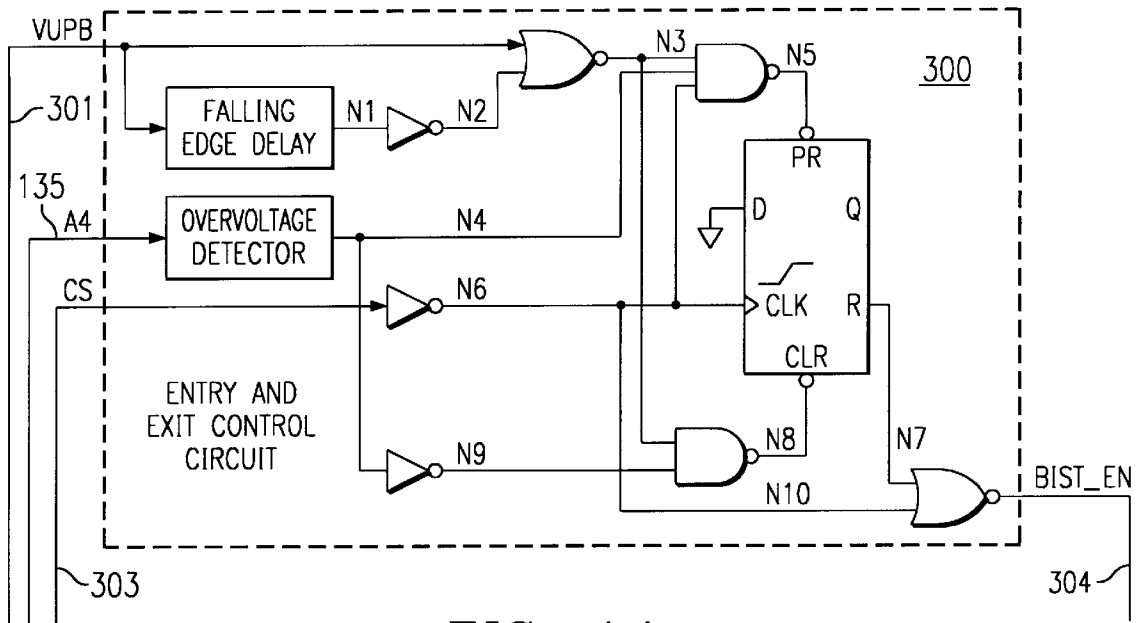 VUPB
301
FALLING
EDGE DELAY
N1
N2
N3
N5
300
135
A4
OVERVOLTAGE
DETECTOR
N4
PR
D
Q
CS
N6
CLK
R
CLR
ENTRY AND
EXIT CONTROL
CIRCUIT
N9
N8
N7
N10
BIST_EN
303
304